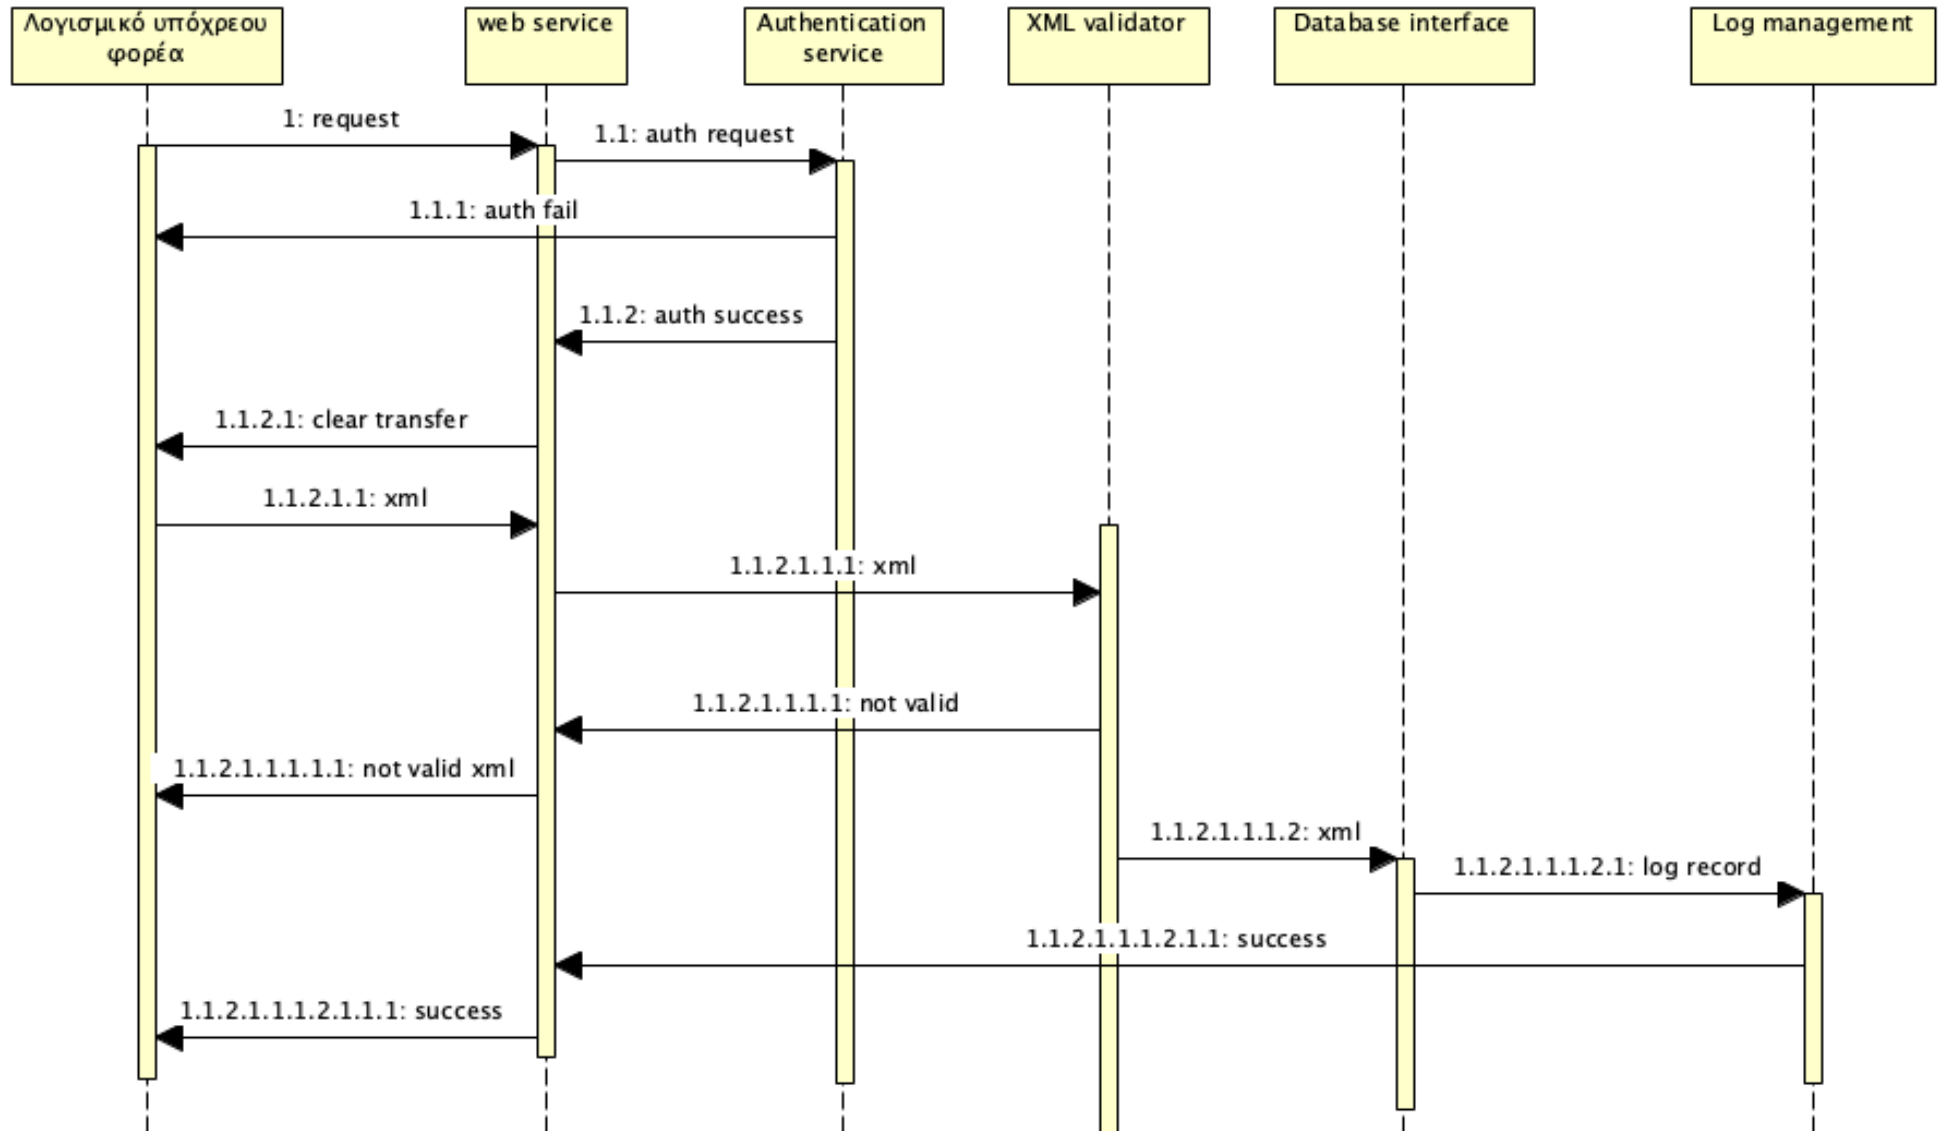 Λογισμικό υπόχρεου
φορέα
web service
Authentication
service
XML validator
Database interface
Log management
1: request
1.1: auth request
1.1.1: auth fail
1.1.2: auth success
1.1.2.1: clear transfer
1.1.2.1.1: xml
1.1.2.1.1.1: xml
1.1.2.1.1.1.1: not valid
1.1.2.1.1.1.1.1: not valid xml
1.1.2.1.1.1.2: xml
1.1.2.1.1.1.2.1: log record
1.1.2.1.1.1.2.1.1: success
1.1.2.1.1.1.2.1.1.1: success